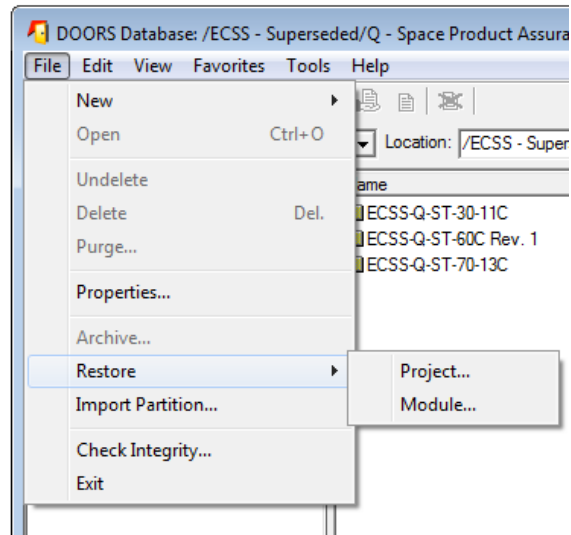 DOORS Database: /ECSS - Superseded/Q - Space Product Assura
File Edit View Favorites Tools Help
New
Open Ctrl+O
Location: /ECSS - Super
Undelete
ame
Delete Del.
ECSS-Q-ST-30-11C
ECSS-Q-ST-60C Rev. 1
Purge...
ECSS-Q-ST-70-13C
Properties...
Archive...
Restore
Project...
Import Partition...
Module...
Check Integrity...
Exit